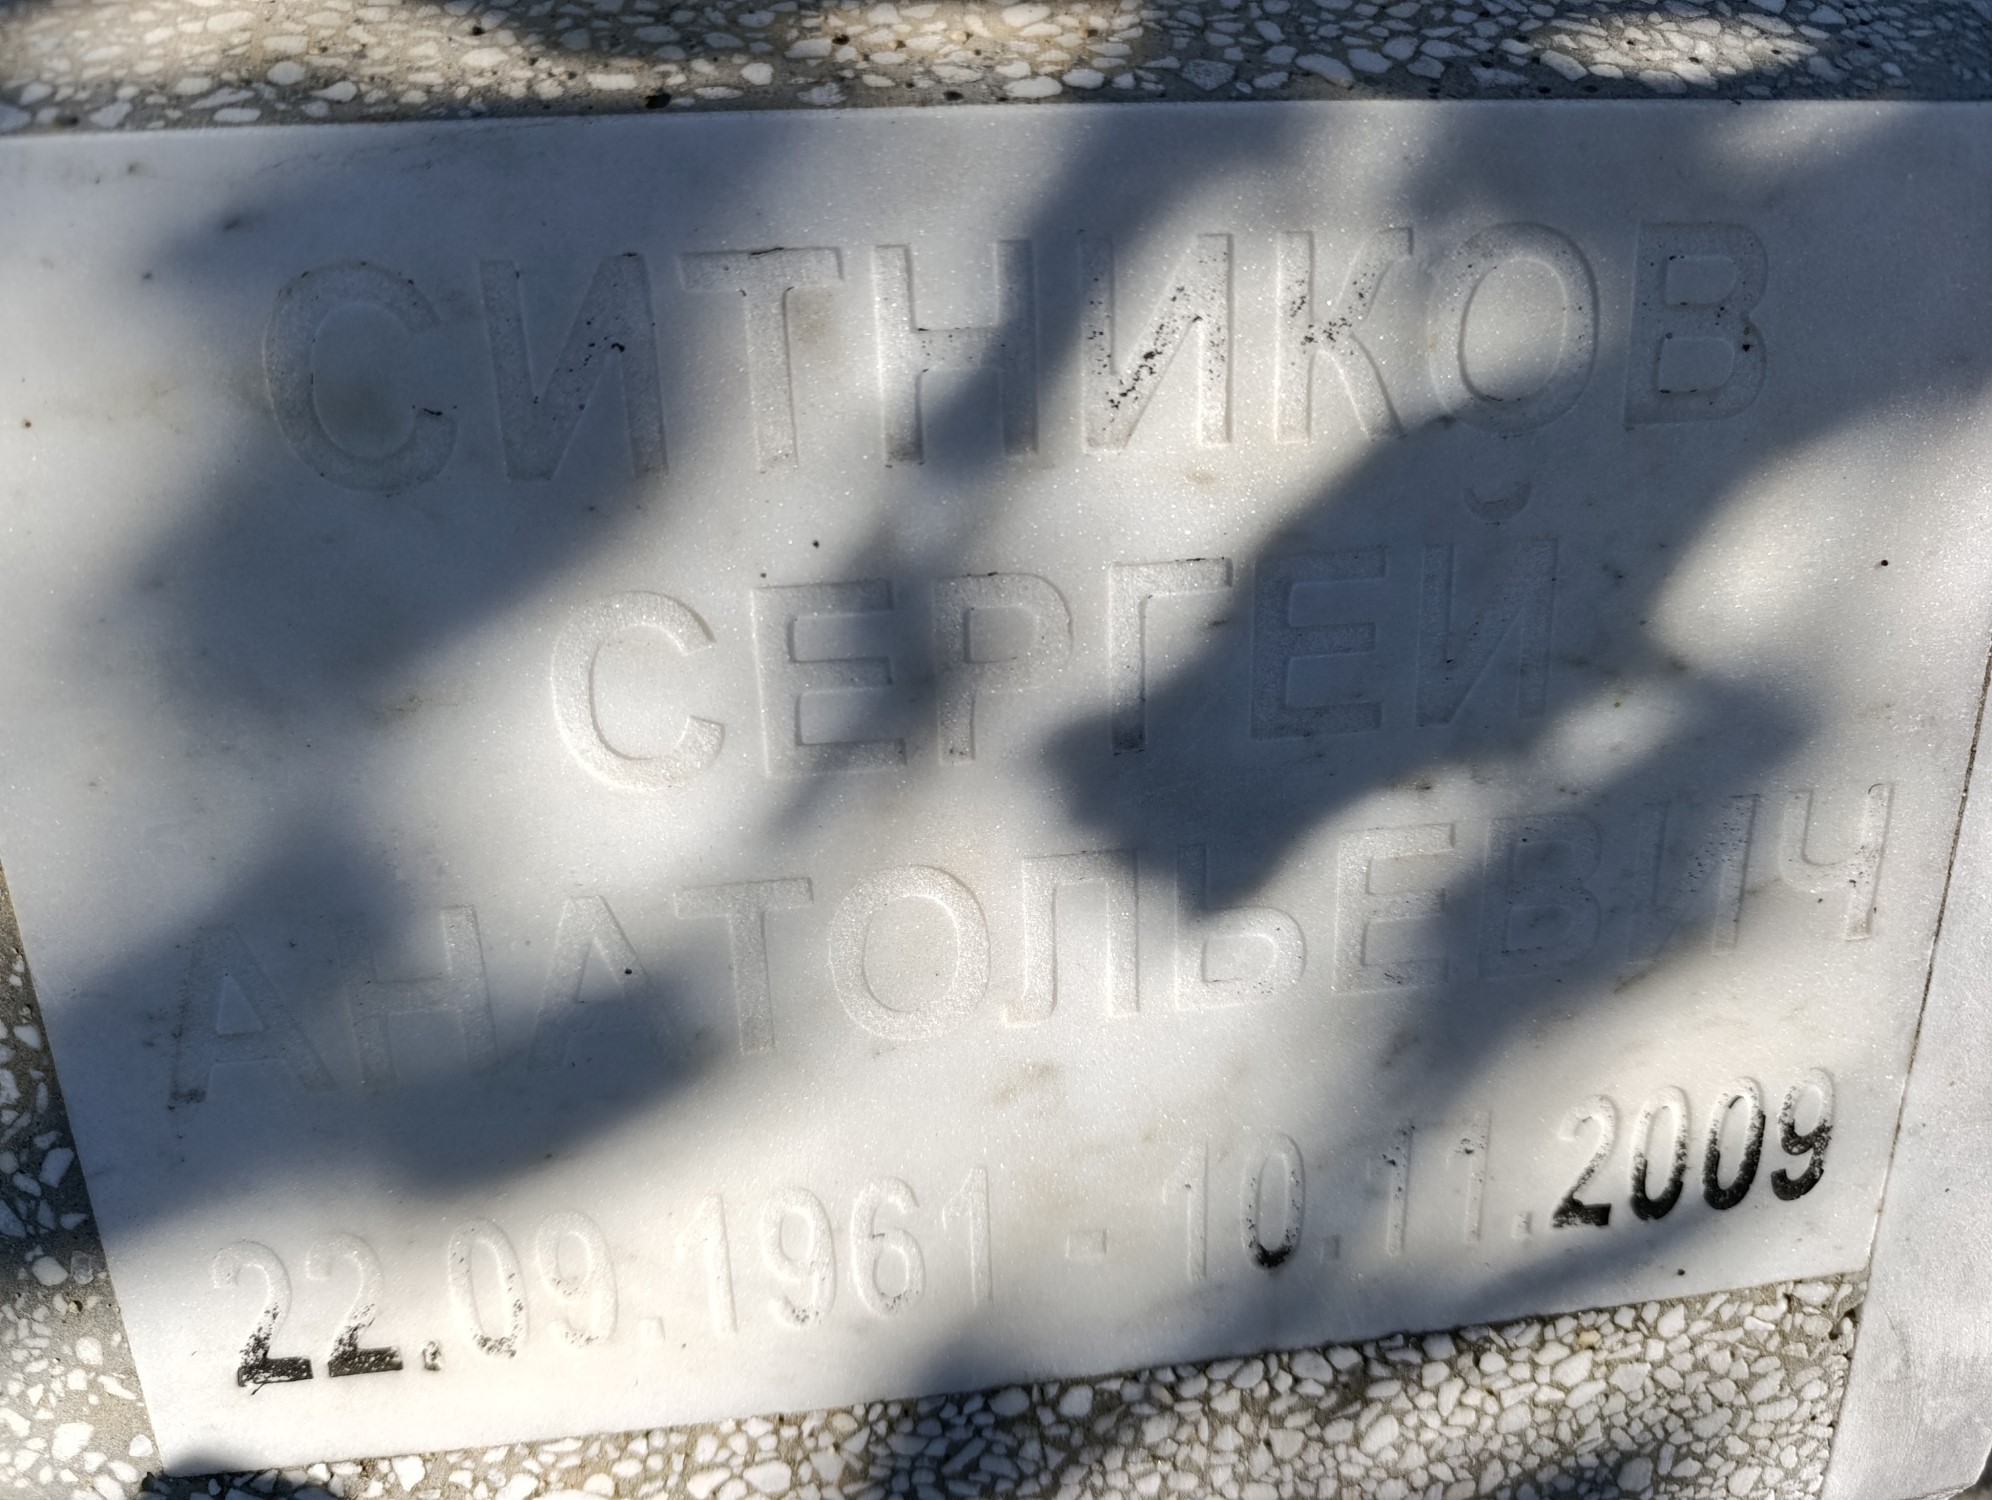 СИТНИКОВ
СЕРГЕЙ
АНАТОЛЬЕВИЧ
22.09.1961 - 10.11.2009